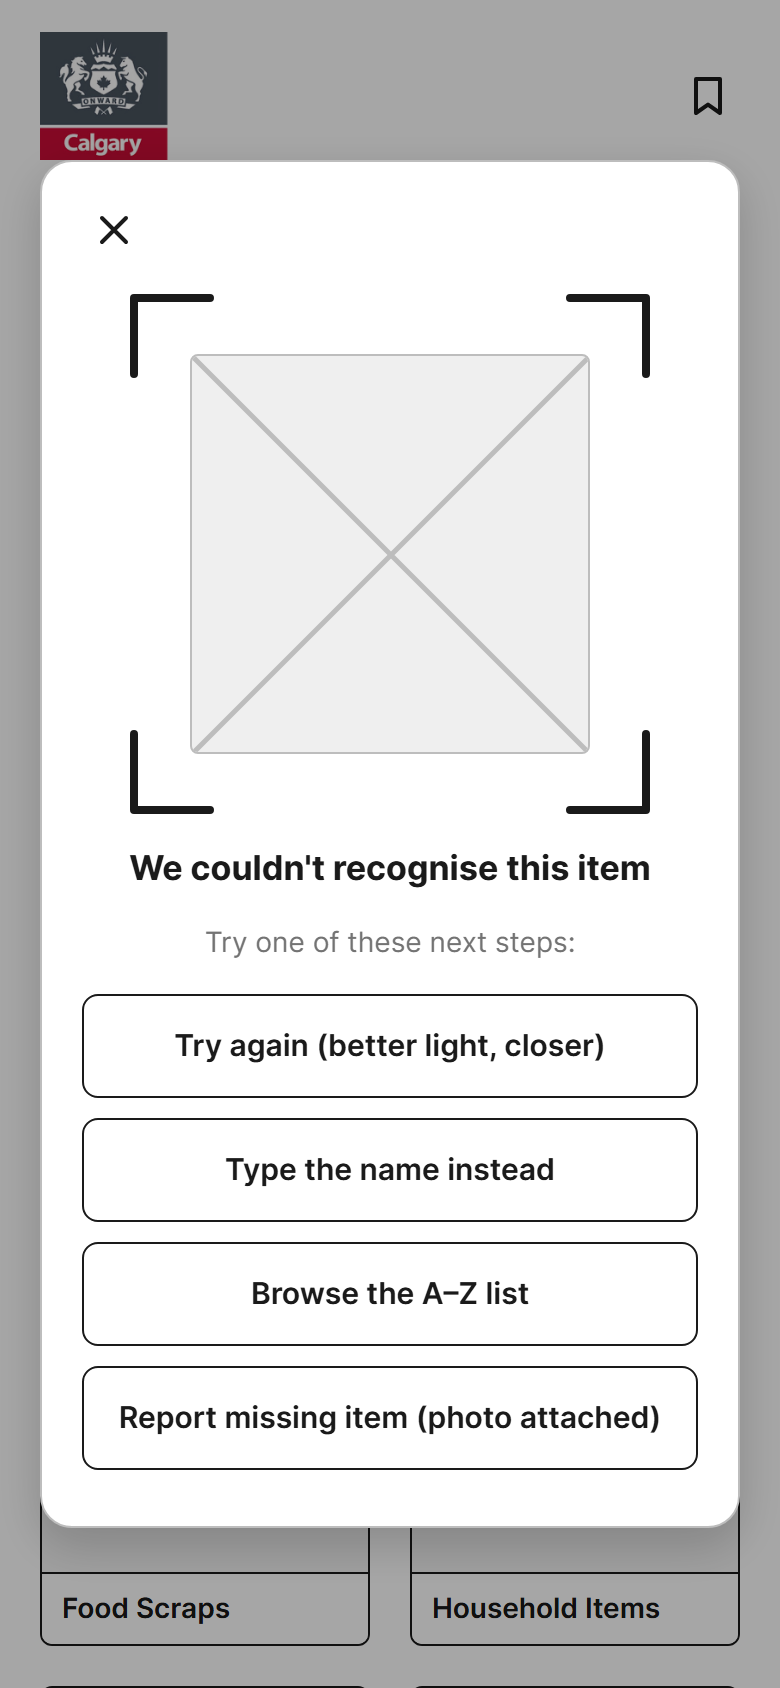 ONWARD
Calgary
We couldn't recognise this item
Try one of these next steps:
Try again (better light, closer)
Type the name instead
Browse the A–Z list
Report missing item (photo attached)
Food Scraps
Household Items